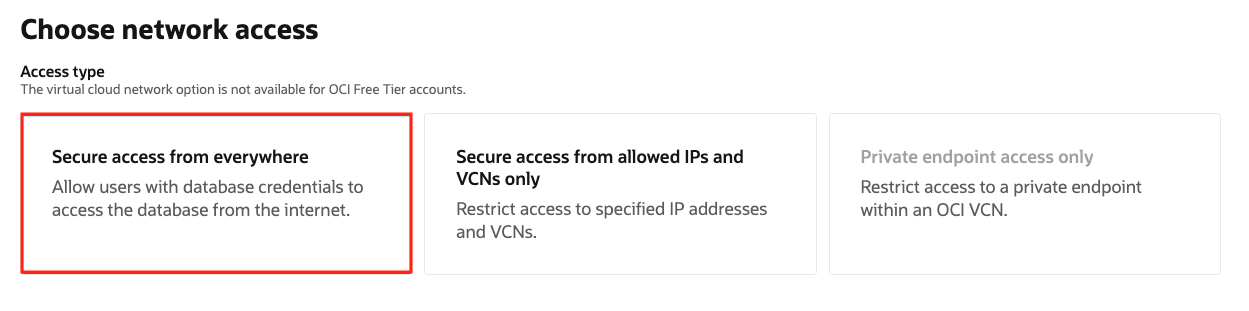 Choose network access
Access type
The virtual cloud network option is not available for OCI Free Tier accounts.
Secure access from everywhere
Allow users with database credentials to
access the database from the internet.
Secure access from allowed IPs and
VCNs only
Restrict access to specified IP addresses
and VCNs.
Private endpoint access only
Restrict access to a private endpoint
within an OCI VCN.